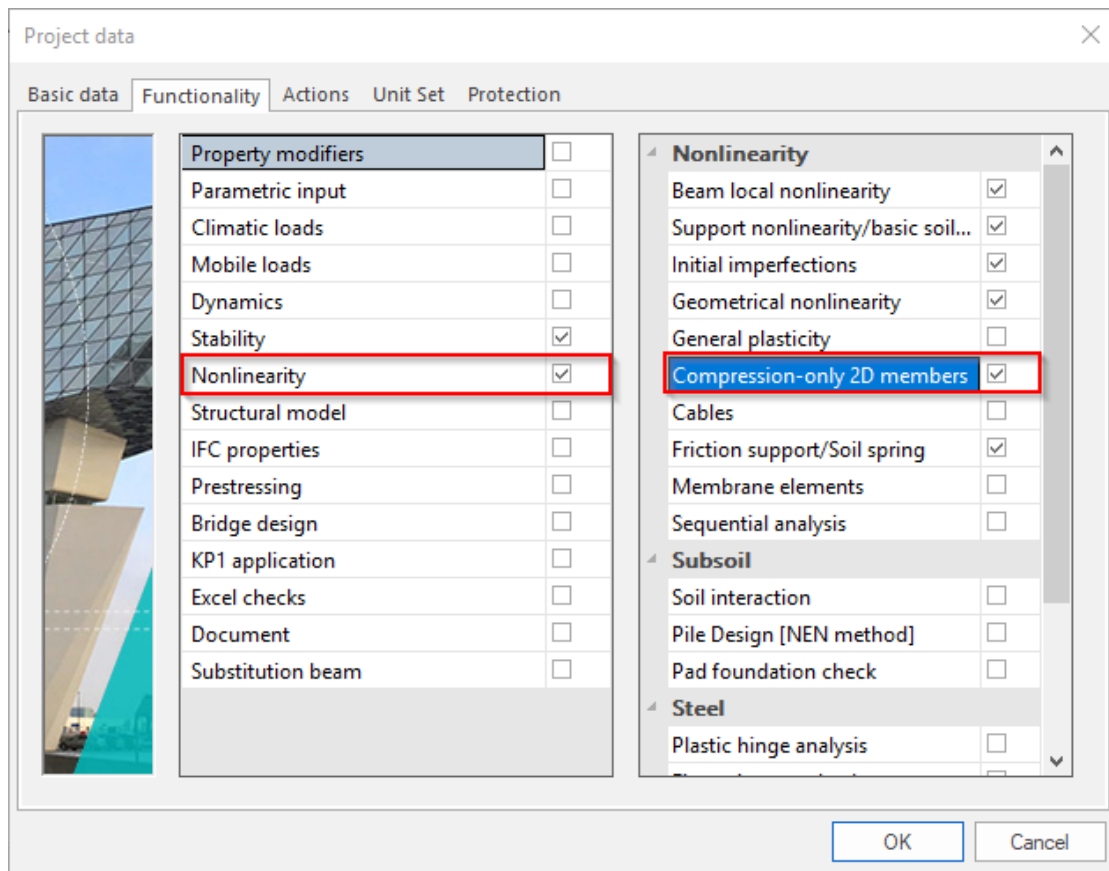 Project data
Basic data Functionality Actions Unit Set Protection
Property modifiers
Parametric input
Climatic loads
Mobile loads
Dynamics
Stability
Nonlinearity
Structural model
IFC properties
Prestressing
Bridge design
KP1 application
Excel checks
Document
Substitution beam
Nonlinearity
Beam local nonlinearity
Support nonlinearity/basic soil...
Initial imperfections
Geometrical nonlinearity
General plasticity
Compression-only 2D members
Cables
Friction support/Soil spring
Membrane elements
Sequential analysis
Subsoil
Soil interaction
Pile Design [NEN method]
Pad foundation check
Steel
Plastic hinge analysis
OK Cancel